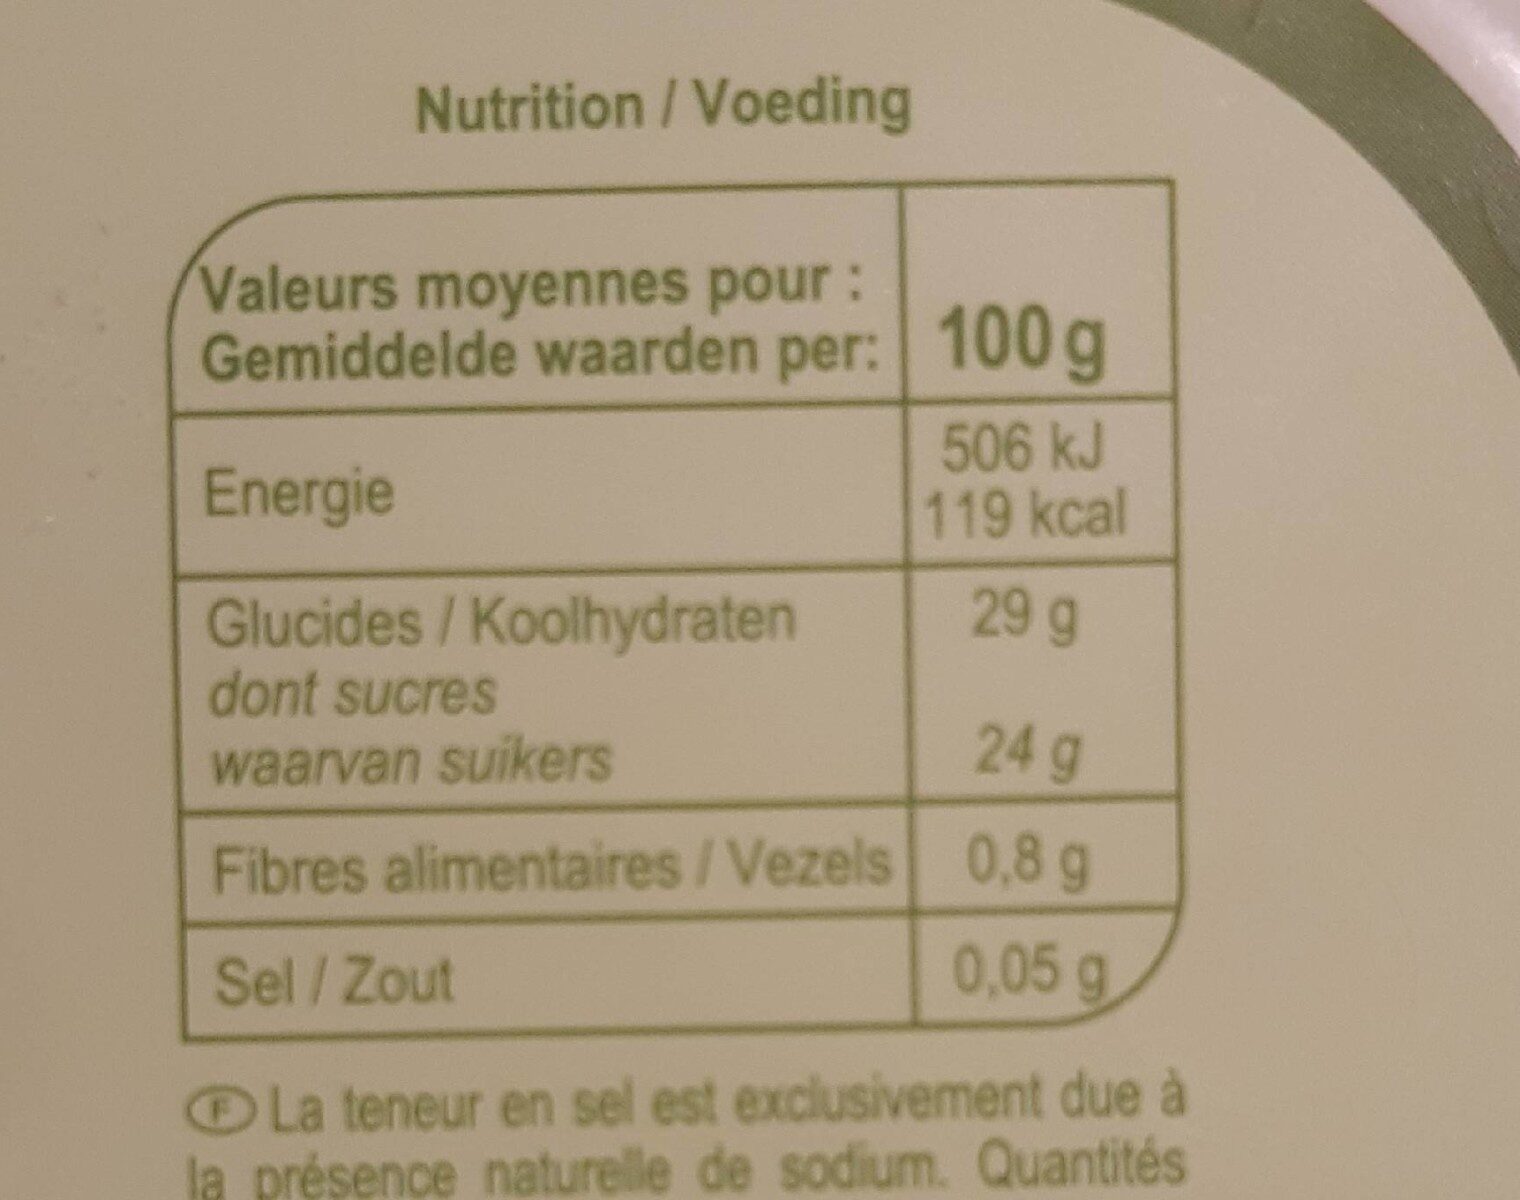 Nutrition / Voeding
Valeurs moyennes pour :
Gemiddelde waarden per:
100 g
Energie
506 kJ
119 kcal
Glucides / Koolhydraten
29 g
dont sucres
waarvan suikers
24 g
Fibres alimentaires / Vezels
0,8 g
Sel / Zout
0,05 g
F La teneur en sel est exclusivement due à
la présence naturelle de sodium. Quantités